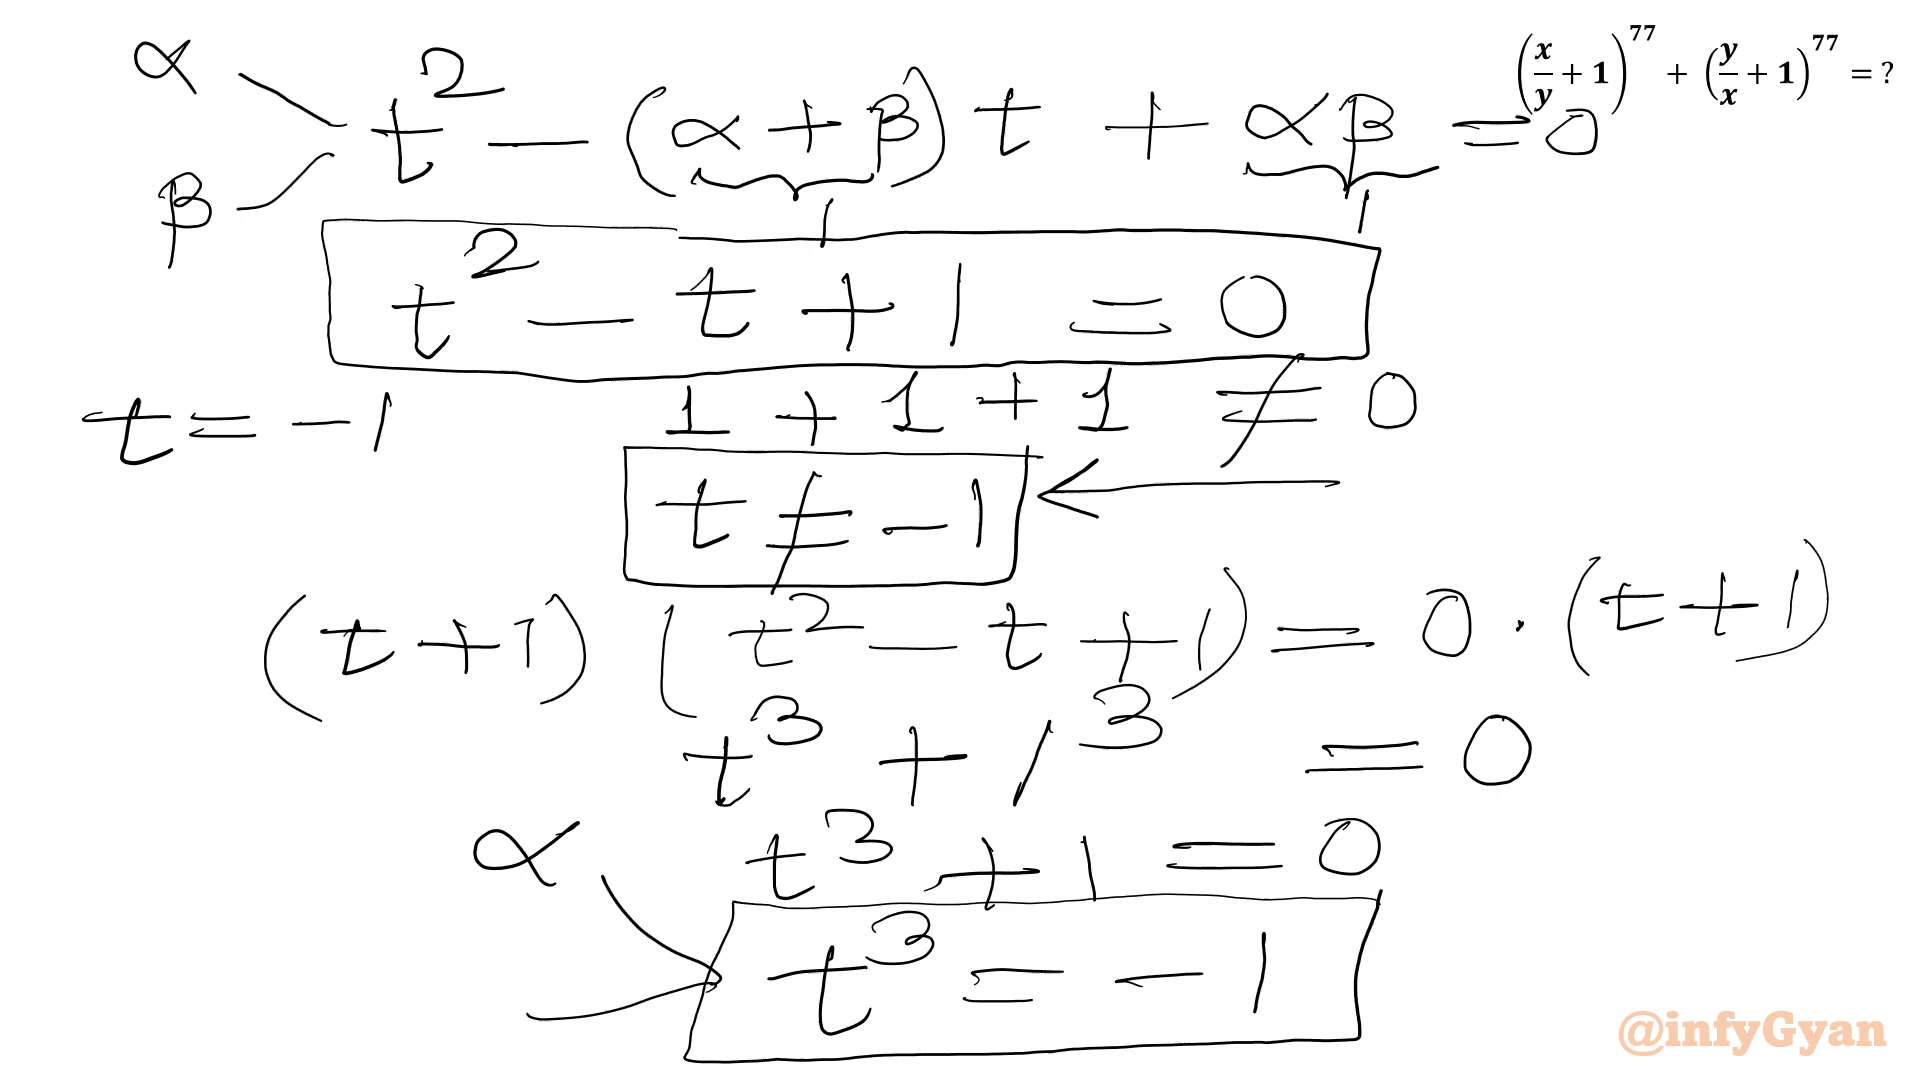 (x/y + 1)^77 + (y/x + 1)^77 = ?
α
β
t² − (α + β) t + αβ = 0
1 1
t² − t + 1 = 0
t = −1 1 + 1 + 1 ≠ 0
t ≠ −1
(t + 1) (t² − t + 1) = 0 · (t + 1)
t³ + 1³ = 0
α t³ + 1 = 0
t³ = −1
@infyGyan